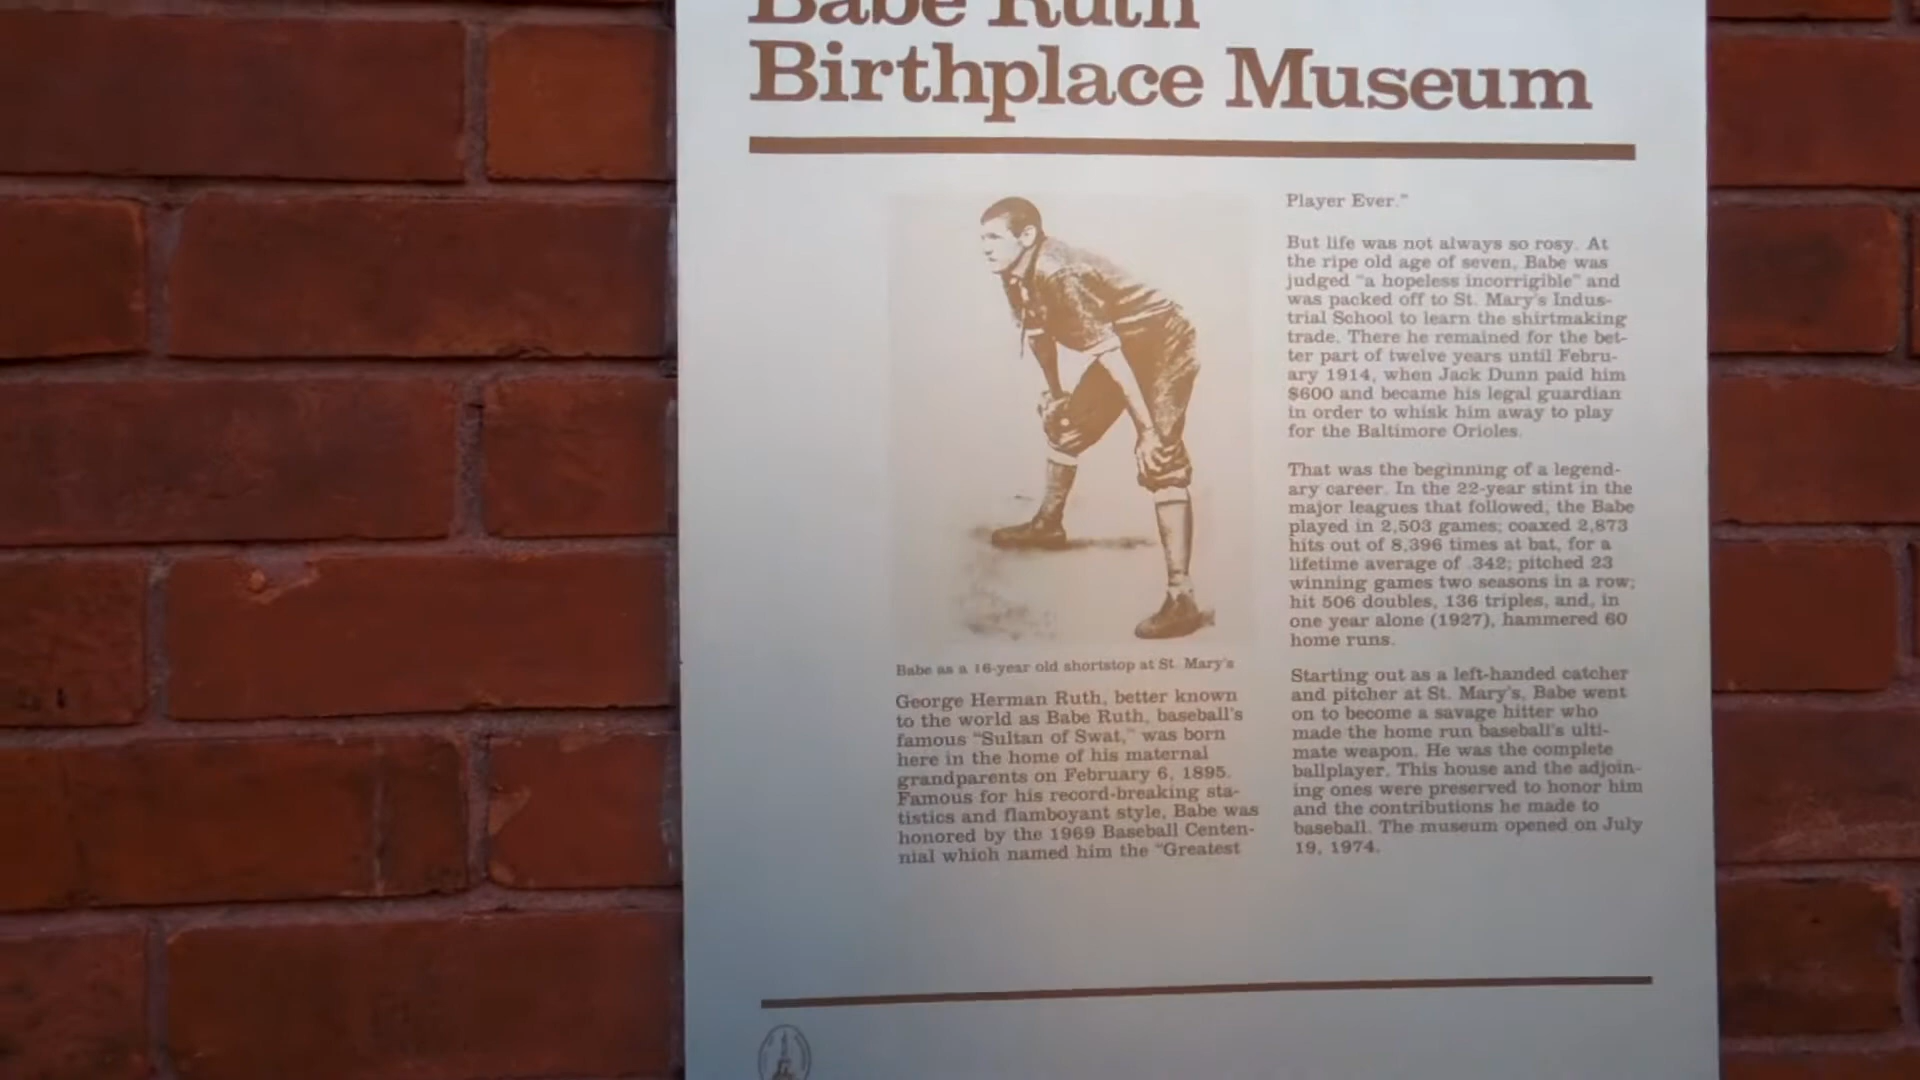 Babe Ruth
Birthplace Museum
Babe as a 16-year old shortstop at St. Mary's
George Herman Ruth, better known
to the world as Babe Ruth, baseball's
famous "Sultan of Swat," was born
here in the home of his maternal
grandparents on February 6, 1895.
Famous for his record-breaking sta-
tistics and flamboyant style, Babe was
honored by the 1969 Baseball Centen-
nial which named him the "Greatest
Player Ever."
But life was not always so rosy. At
the ripe old age of seven, Babe was
judged "a hopeless incorrigible" and
was packed off to St. Mary's Indus-
trial School to learn the shirtmaking
trade. There he remained for the bet-
ter part of twelve years until Febru-
ary 1914, when Jack Dunn paid him
$600 and became his legal guardian
in order to whisk him away to play
for the Baltimore Orioles.
That was the beginning of a legend-
ary career. In the 22-year stint in the
major leagues that followed, the Babe
played in 2,503 games; coaxed 2,873
hits out of 8,396 times at bat, for a
lifetime average of .342; pitched 23
winning games two seasons in a row;
hit 506 doubles, 136 triples, and, in
one year alone (1927), hammered 60
home runs.
Starting out as a left-handed catcher
and pitcher at St. Mary's, Babe went
on to become a savage hitter who
made the home run baseball's ulti-
mate weapon. He was the complete
ballplayer. This house and the adjoin-
ing ones were preserved to honor him
and the contributions he made to
baseball. The museum opened on July
19, 1974.